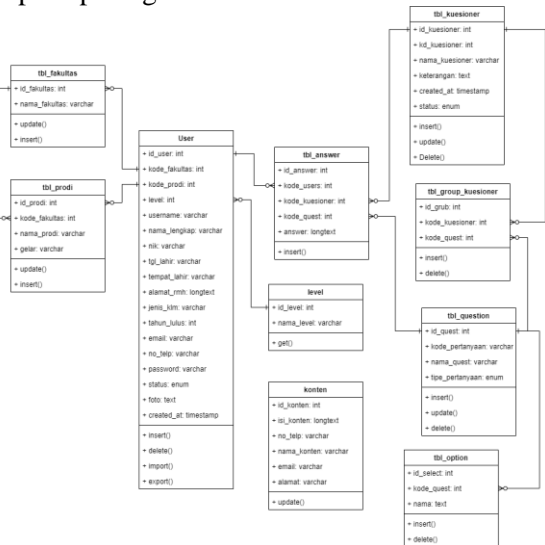 tbl_fakultas
+ id_fakultas: int
+ nama_fakultas: varchar
+ update()
+ insert()
tbl_prodi
+ id_prodi: int
+ kode_fakultas: int
+ nama_prodi: varchar
+ gelar: varchar
+ update()
+ insert()
User
+ id_user: int
+ kode_fakultas: int
+ kode_prodi: int
+ level: int
+ username: varchar
+ nama_lengkap: varchar
+ nik: varchar
+ tgl_lahir: varchar
+ tempat_lahir: varchar
+ alamat_rmh: longtext
+ jenis_klm: varchar
+ tahun_lulus: int
+ email: varchar
+ no_telp: varchar
+ password: varchar
+ status: enum
+ foto: text
+ created_at: timestamp
+ insert()
+ delete()
+ import()
+ export()
tbl_answer
+ id_answer: int
+ kode_users: int
+ kode_kuesioner: int
+ kode_quest: int
+ answer: longtext
+ insert()
level
+ id_level: int
+ nama_level: varchar
+ get()
konten
+ id_konten: int
+ isi_konten: longtext
+ no_telp: varchar
+ nama_konten: varchar
+ email: varchar
+ alamat: varchar
+ update()
tbl_kuesioner
+ id_kuesioner: int
+ kd_kuesioner: int
+ nama_kuesioner: varchar
+ keterangan: text
+ created_at: timestamp
+ status: enum
+ insert()
+ update()
+ Delete()
tbl_group_kuesioner
+ id_grub: int
+ kode_kuesioner: int
+ kode_quest: int
+ insert()
+ delete()
tbl_question
+ id_quest: int
+ kode_pertanyaan: varchar
+ nama_quest: varchar
+ tipe_pertanyaan: enum
+ insert()
+ update()
+ delete()
tbl_option
+ id_select: int
+ kode_quest: int
+ nama: text
+ insert()
+ delete()